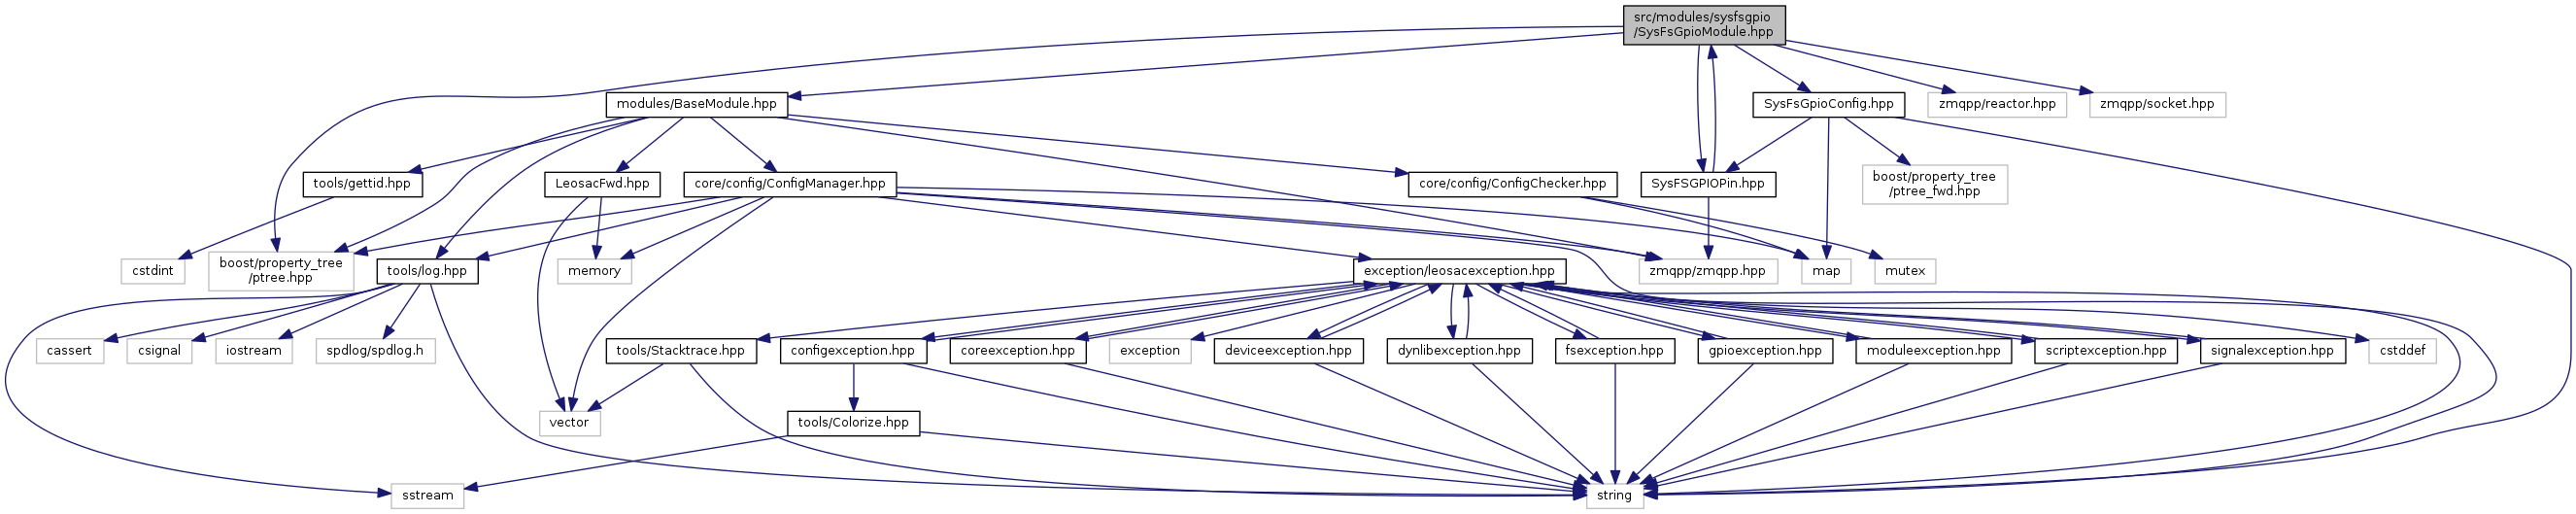 src/modules/sysfsgpio
/SysFsGpioModule.hpp
modules/BaseModule.hpp
SysFsGpioConfig.hpp
zmqpp/reactor.hpp
zmqpp/socket.hpp
tools/gettid.hpp
LeosacFwd.hpp
core/config/ConfigManager.hpp
core/config/ConfigChecker.hpp
SysFSGPIOPin.hpp
boost/property_tree
/ptree_fwd.hpp
cstdint
boost/property_tree
/ptree.hpp
tools/log.hpp
memory
exception/leosacexception.hpp
zmqpp/zmqpp.hpp
map
mutex
cassert
csignal
iostream
spdlog/spdlog.h
tools/Stacktrace.hpp
configexception.hpp
coreexception.hpp
exception
deviceexception.hpp
dynlibexception.hpp
fsexception.hpp
gpioexception.hpp
moduleexception.hpp
scriptexception.hpp
signalexception.hpp
cstddef
vector
tools/Colorize.hpp
sstream
string